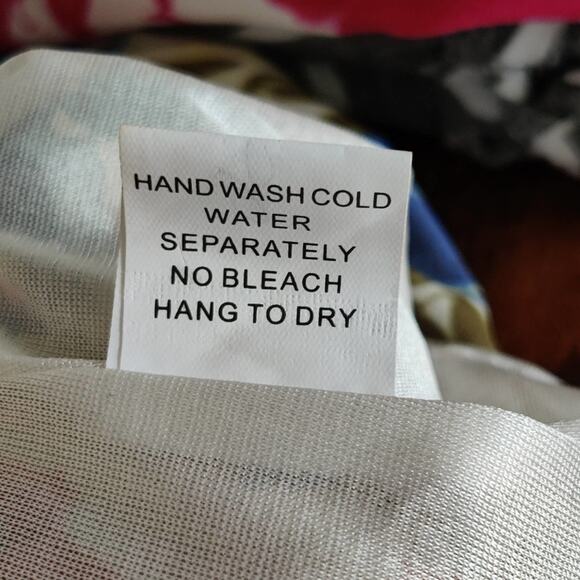 HAND WASH COLD
WATER
SEPARATELY
NO BLEACH
HANG TO DRY